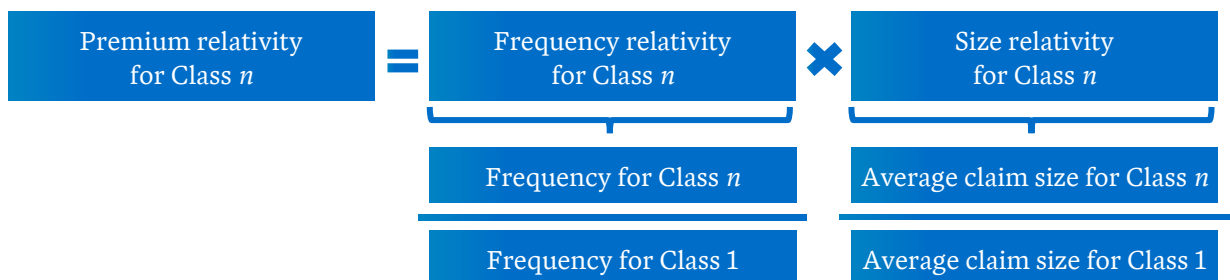 Premium relativity
for Class n
=
Frequency relativity
for Class n
×
Size relativity
for Class n
Frequency for Class n
Average claim size for Class n
Frequency for Class 1
Average claim size for Class 1